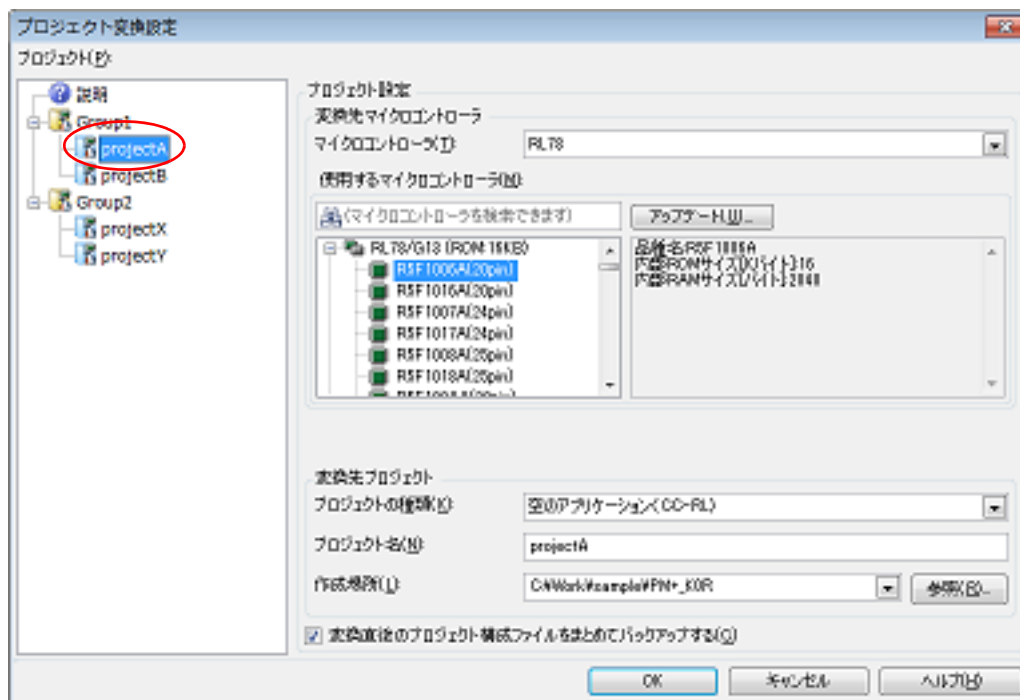 プロジェクト変換設定
プロジェクト(P):
説明
Group1
projectA
projectB
Group2
projectX
projectY
プロジェクト設定
変換先マイクロコントローラ
マイクロコントローラ(T):
RL78
使用するマイクロコントローラ(M):
(マイクロコントローラを検索できます)
アップデート(U)...
RL78/G13 (ROM:16KB)
R5F1006A(20pin)
R5F1016A(20pin)
R5F1007A(24pin)
R5F1017A(24pin)
R5F1008A(25pin)
R5F1018A(25pin)
品種名:R5F1006A
内蔵ROMサイズ[Kバイト]:16
内蔵RAMサイズ[バイト]:2048
変換先プロジェクト
プロジェクトの種類(K):
空のアプリケーション(CC-RL)
プロジェクト名(N):
projectA
作成場所(L):
C:¥Work¥sample¥PM+_K0R
参照(R)...
変換直後のプロジェクト構成ファイルをまとめてバックアップする(C)
OK
キャンセル
ヘルプ(H)